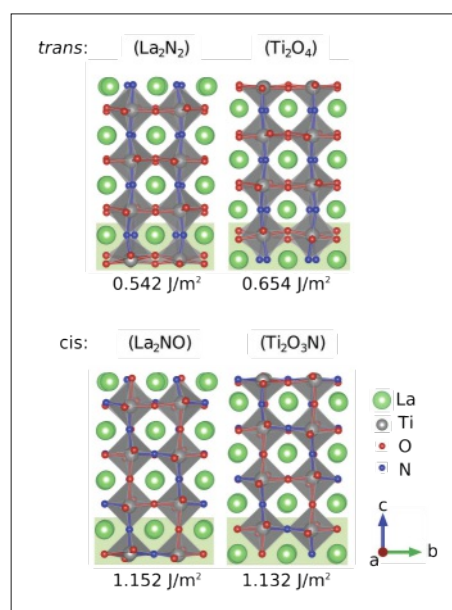 trans: (La₂N₂) (Ti₂O₄)
0.542 J/m² 0.654 J/m²
cis: (La₂NO) (Ti₂O₃N)
La
Ti
O
N
c
a b
1.152 J/m² 1.132 J/m²